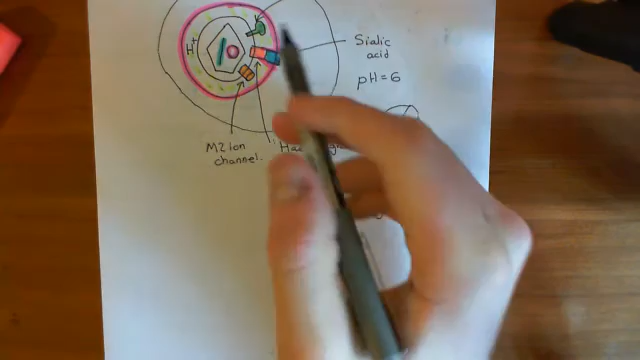 H+
Sialic
acid
pH=6
M2 Ion
channel.